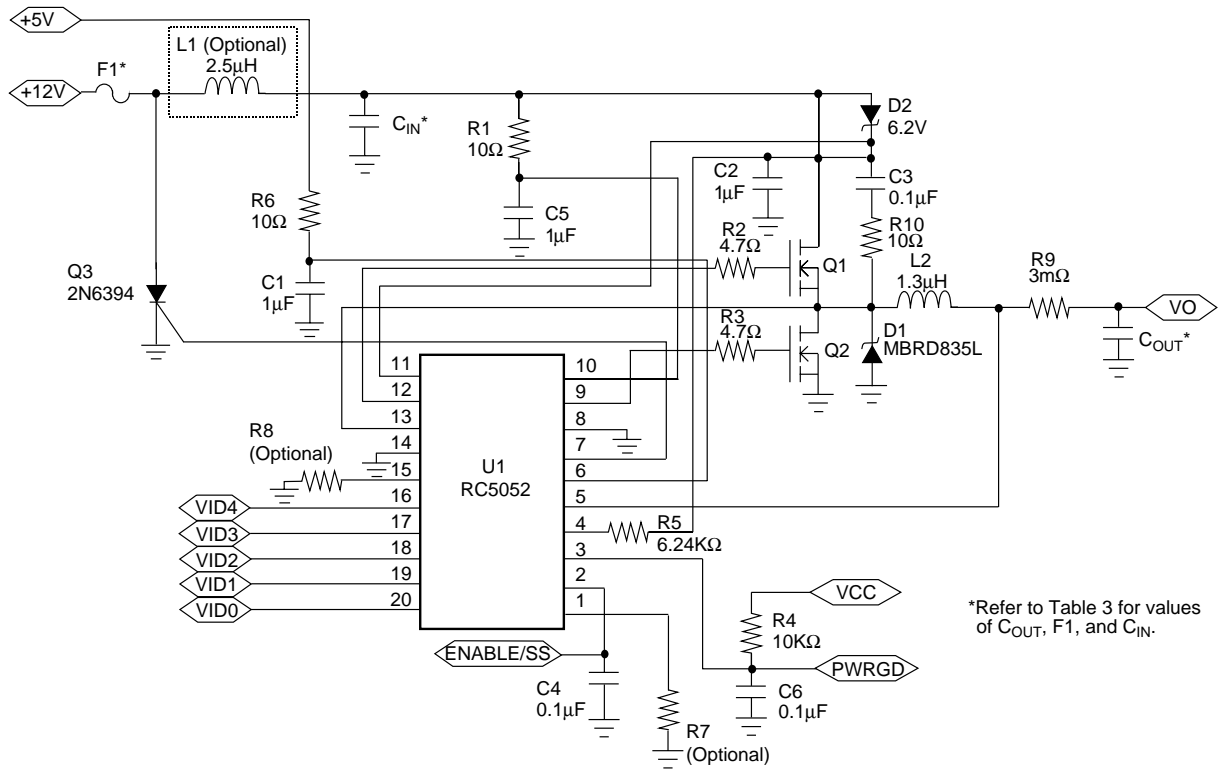 +5V
L1 (Optional)
2.5µH
F1*
+12V
D2
6.2V
CIN*
R1
10Ω
C2
1µF
C3
0.1µF
R6
10Ω
C5
1µF
R10
10Ω
R2
4.7Ω
L2
1.3µH
R9
3mΩ
Q3
2N6394
C1
1µF
Q1
VO
R3
4.7Ω
D1
MBRD835L
COUT*
Q2
11
12
13
14
15
16
17
18
19
20
10
9
8
7
6
5
4
3
2
1
U1
RC5052
R8
(Optional)
VID4
VID3
VID2
VID1
VID0
R5
6.24KΩ
VCC
R4
10KΩ
*Refer to Table 3 for values
of COUT, F1, and CIN.
ENABLE/SS
PWRGD
C4
0.1µF
C6
0.1µF
R7
(Optional)